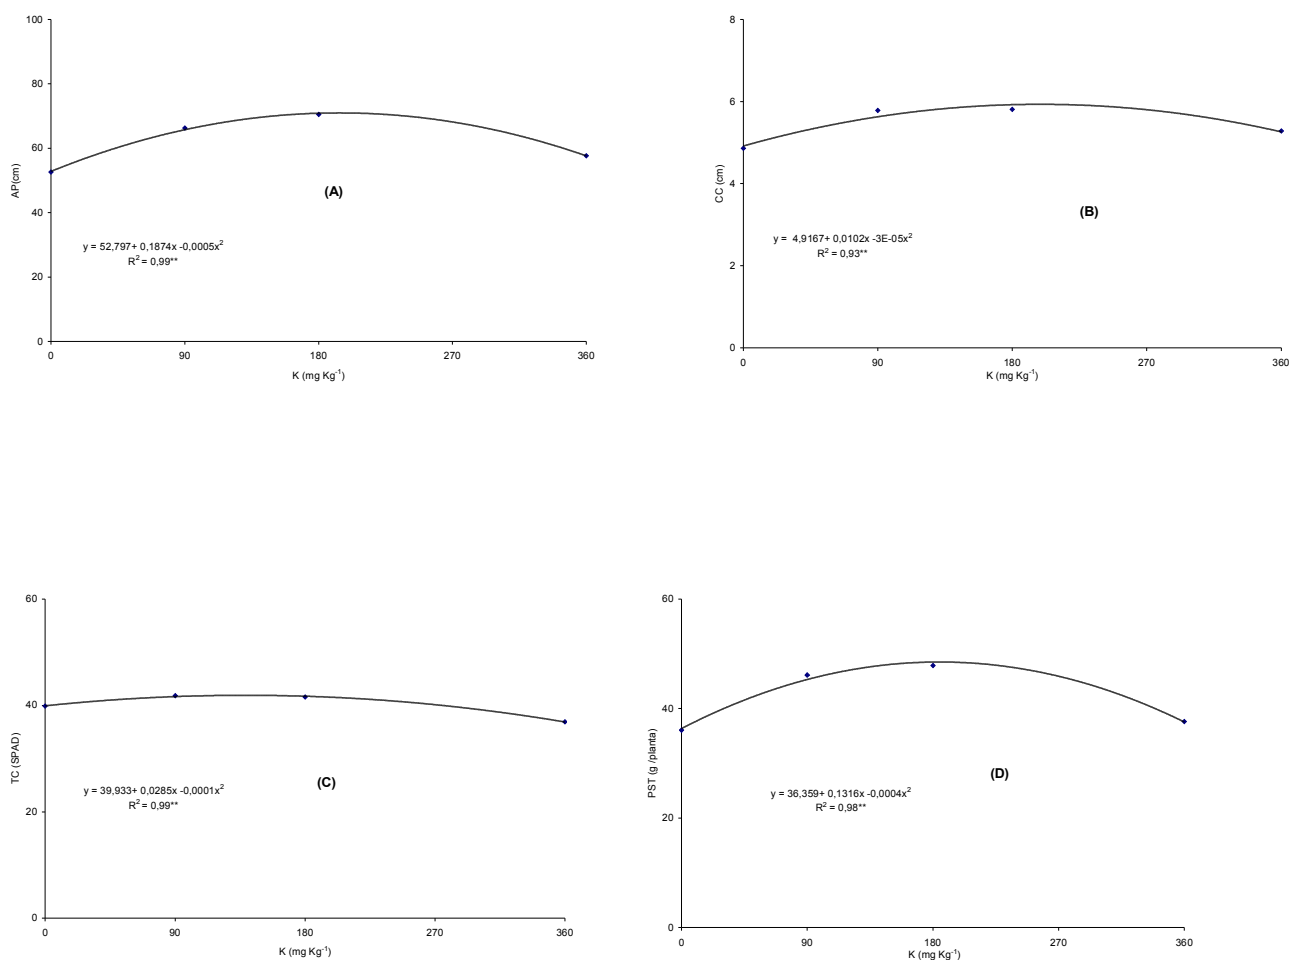 100
80
60
40
20
0
AP(cm)
(A)
y = 52,797+ 0,1874x -0,0005x²
R² = 0,99**
0 90 180 270 360
K (mg Kg⁻¹)
8
6
4
2
0
CC (cm)
(B)
y = 4,9167+ 0,0102x -3E-05x²
R² = 0,93**
0 90 180 270 360
K (mg Kg⁻¹)
60
40
20
0
TC (SPAD)
(C)
y = 39,933+ 0,0285x -0,0001x²
R² = 0,99**
0 90 180 270 360
K (mg Kg⁻¹)
60
40
20
0
PST (g /planta)
(D)
y = 36,359+ 0,1316x -0,0004x²
R² = 0,98**
0 90 180 270 360
K (mg Kg⁻¹)